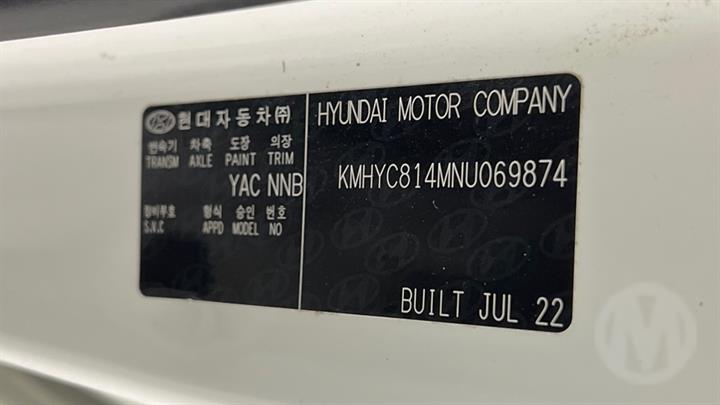 현대자동차㈜
변속기 차축 도장 의장
TRANSM AXLE PAINT TRIM
YAC NNB
장비부호 형식 승인 번호
S.V.C APPD MODEL NO
HYUNDAI MOTOR COMPANY
KMHYC814MNU069874
BUILT JUL 22